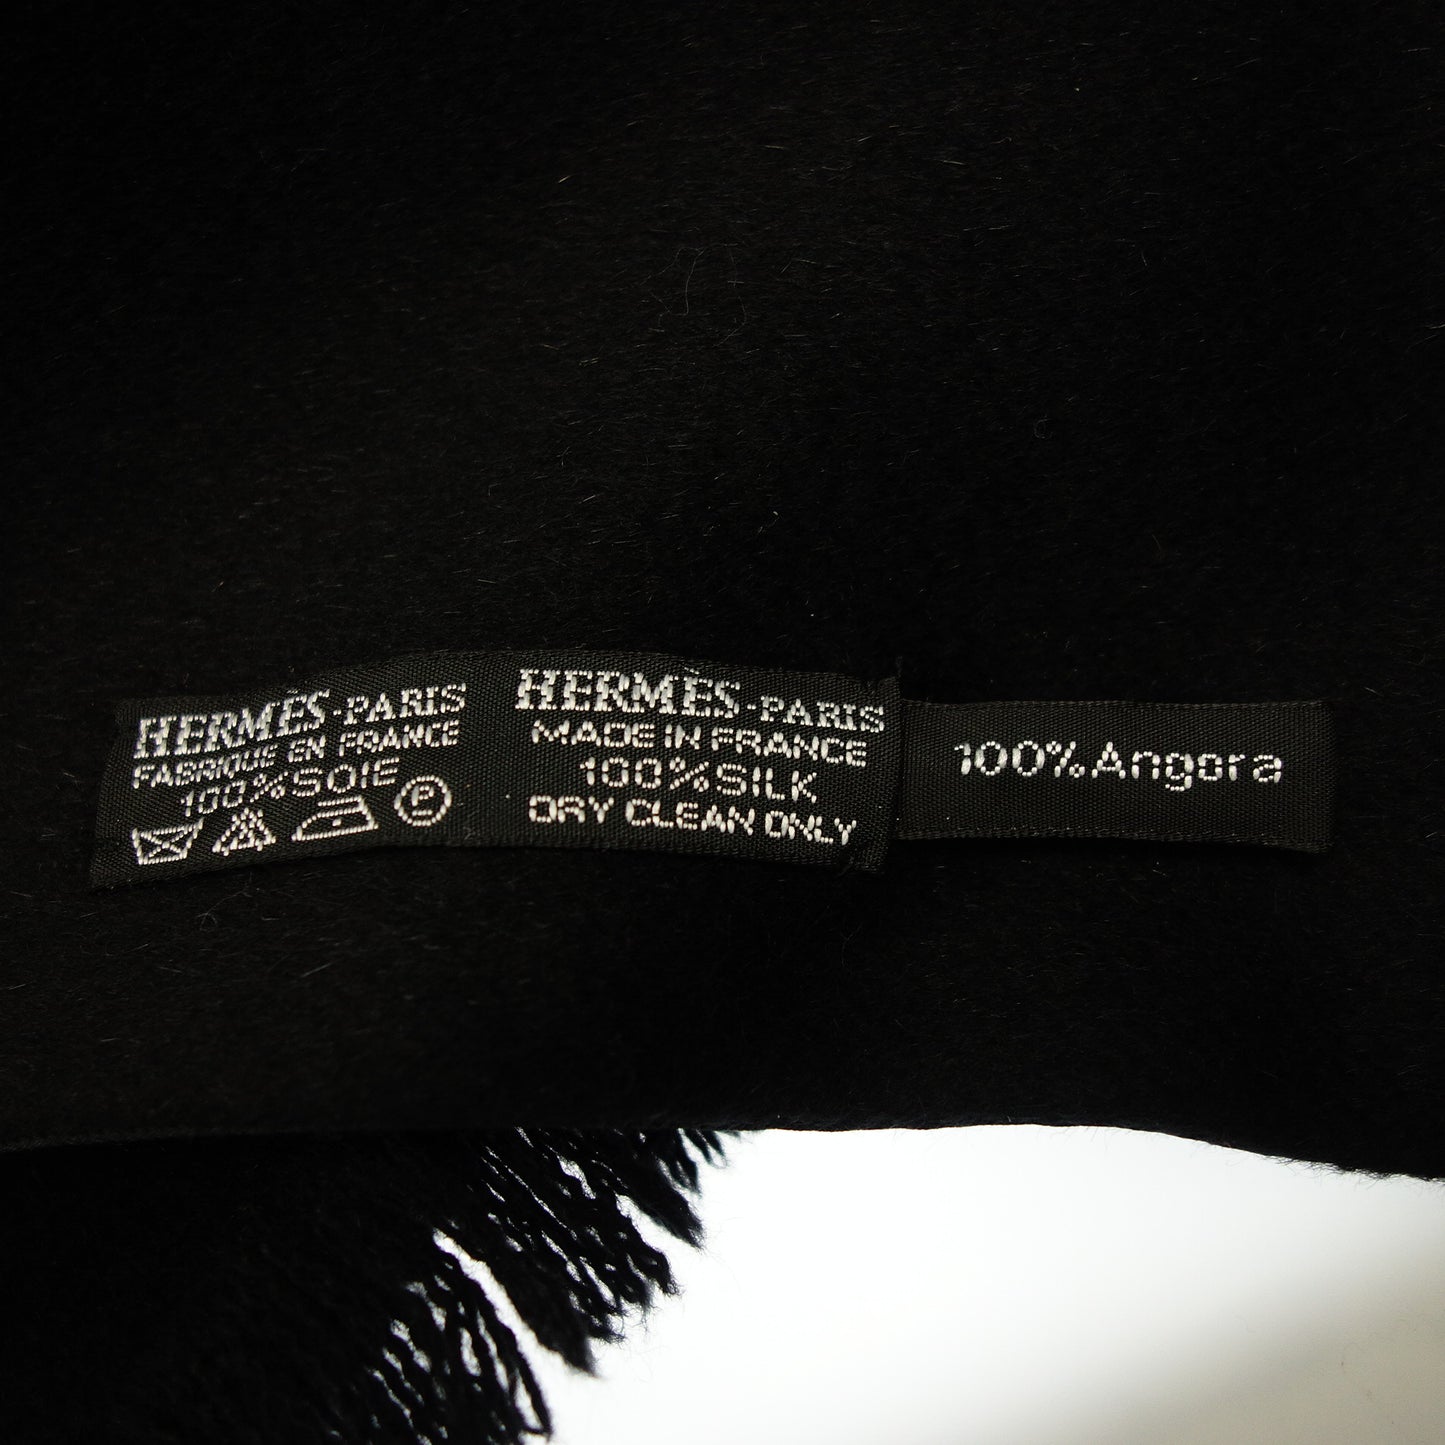 HERMÈS-PARIS
FABRIQUE EN FRANCE
100%SOIE
P
HERMÈS-PARIS
MADE IN FRANCE
100%SILK
DRY CLEAN ONLY
100%Angora